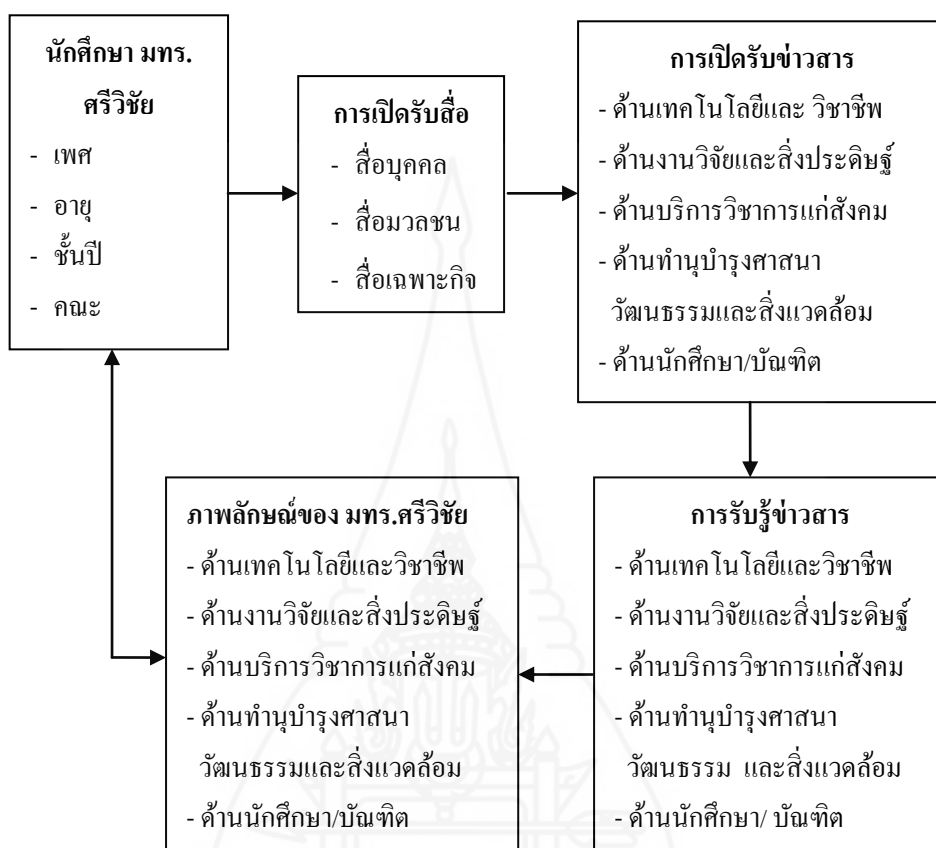 นักศึกษา มทร.
ศรีวิชัย
- เพศ
- อายุ
- ชั้นปี
- คณะ
การเปิดรับสื่อ
- สื่อบุคคล
- สื่อมวลชน
- สื่อเฉพาะกิจ
การเปิดรับข่าวสาร
- ด้านเทคโนโลยีและ วิชาชีพ
- ด้านงานวิจัยและสิ่งประดิษฐ์
- ด้านบริการวิชาการแก่สังคม
- ด้านทำนุบำรุงศาสนา
วัฒนธรรมและสิ่งแวดล้อม
- ด้านนักศึกษา/บัณฑิต
ภาพลักษณ์ของ มทร.ศรีวิชัย
- ด้านเทคโนโลยีและวิชาชีพ
- ด้านงานวิจัยและสิ่งประดิษฐ์
- ด้านบริการวิชาการแก่สังคม
- ด้านทำนุบำรุงศาสนา
วัฒนธรรมและสิ่งแวดล้อม
- ด้านนักศึกษา/บัณฑิต
การรับรู้ข่าวสาร
- ด้านเทคโนโลยีและวิชาชีพ
- ด้านงานวิจัยและสิ่งประดิษฐ์
- ด้านบริการวิชาการแก่สังคม
- ด้านทำนุบำรุงศาสนา
วัฒนธรรม และสิ่งแวดล้อม
- ด้านนักศึกษา/ บัณฑิต